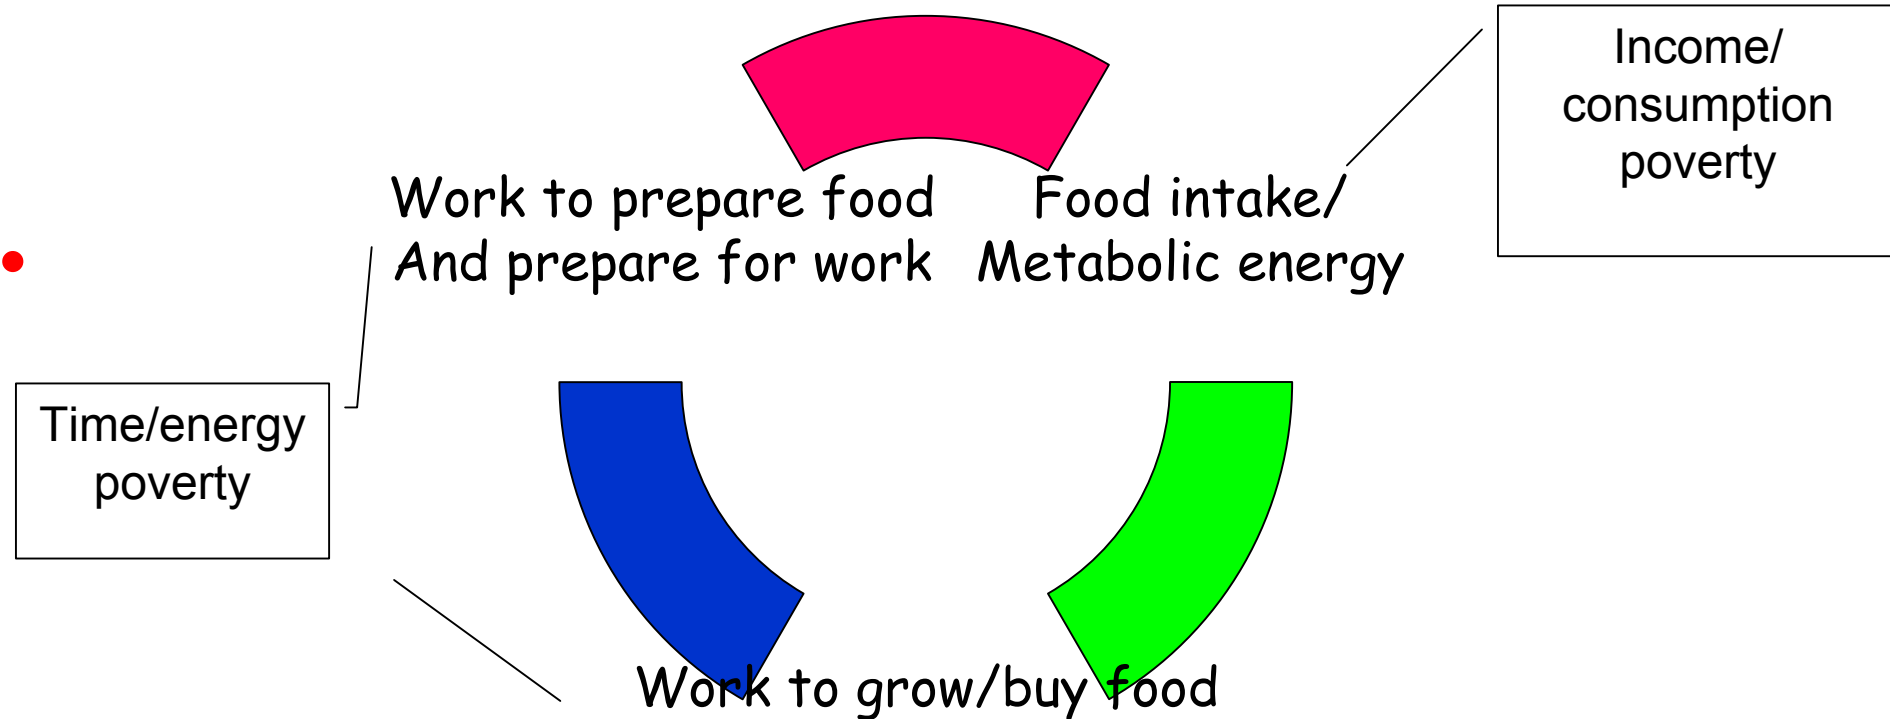 Income/
consumption
poverty
Work to prepare food
And prepare for work
Food intake/
Metabolic energy
Time/energy
poverty
Work to grow/buy food